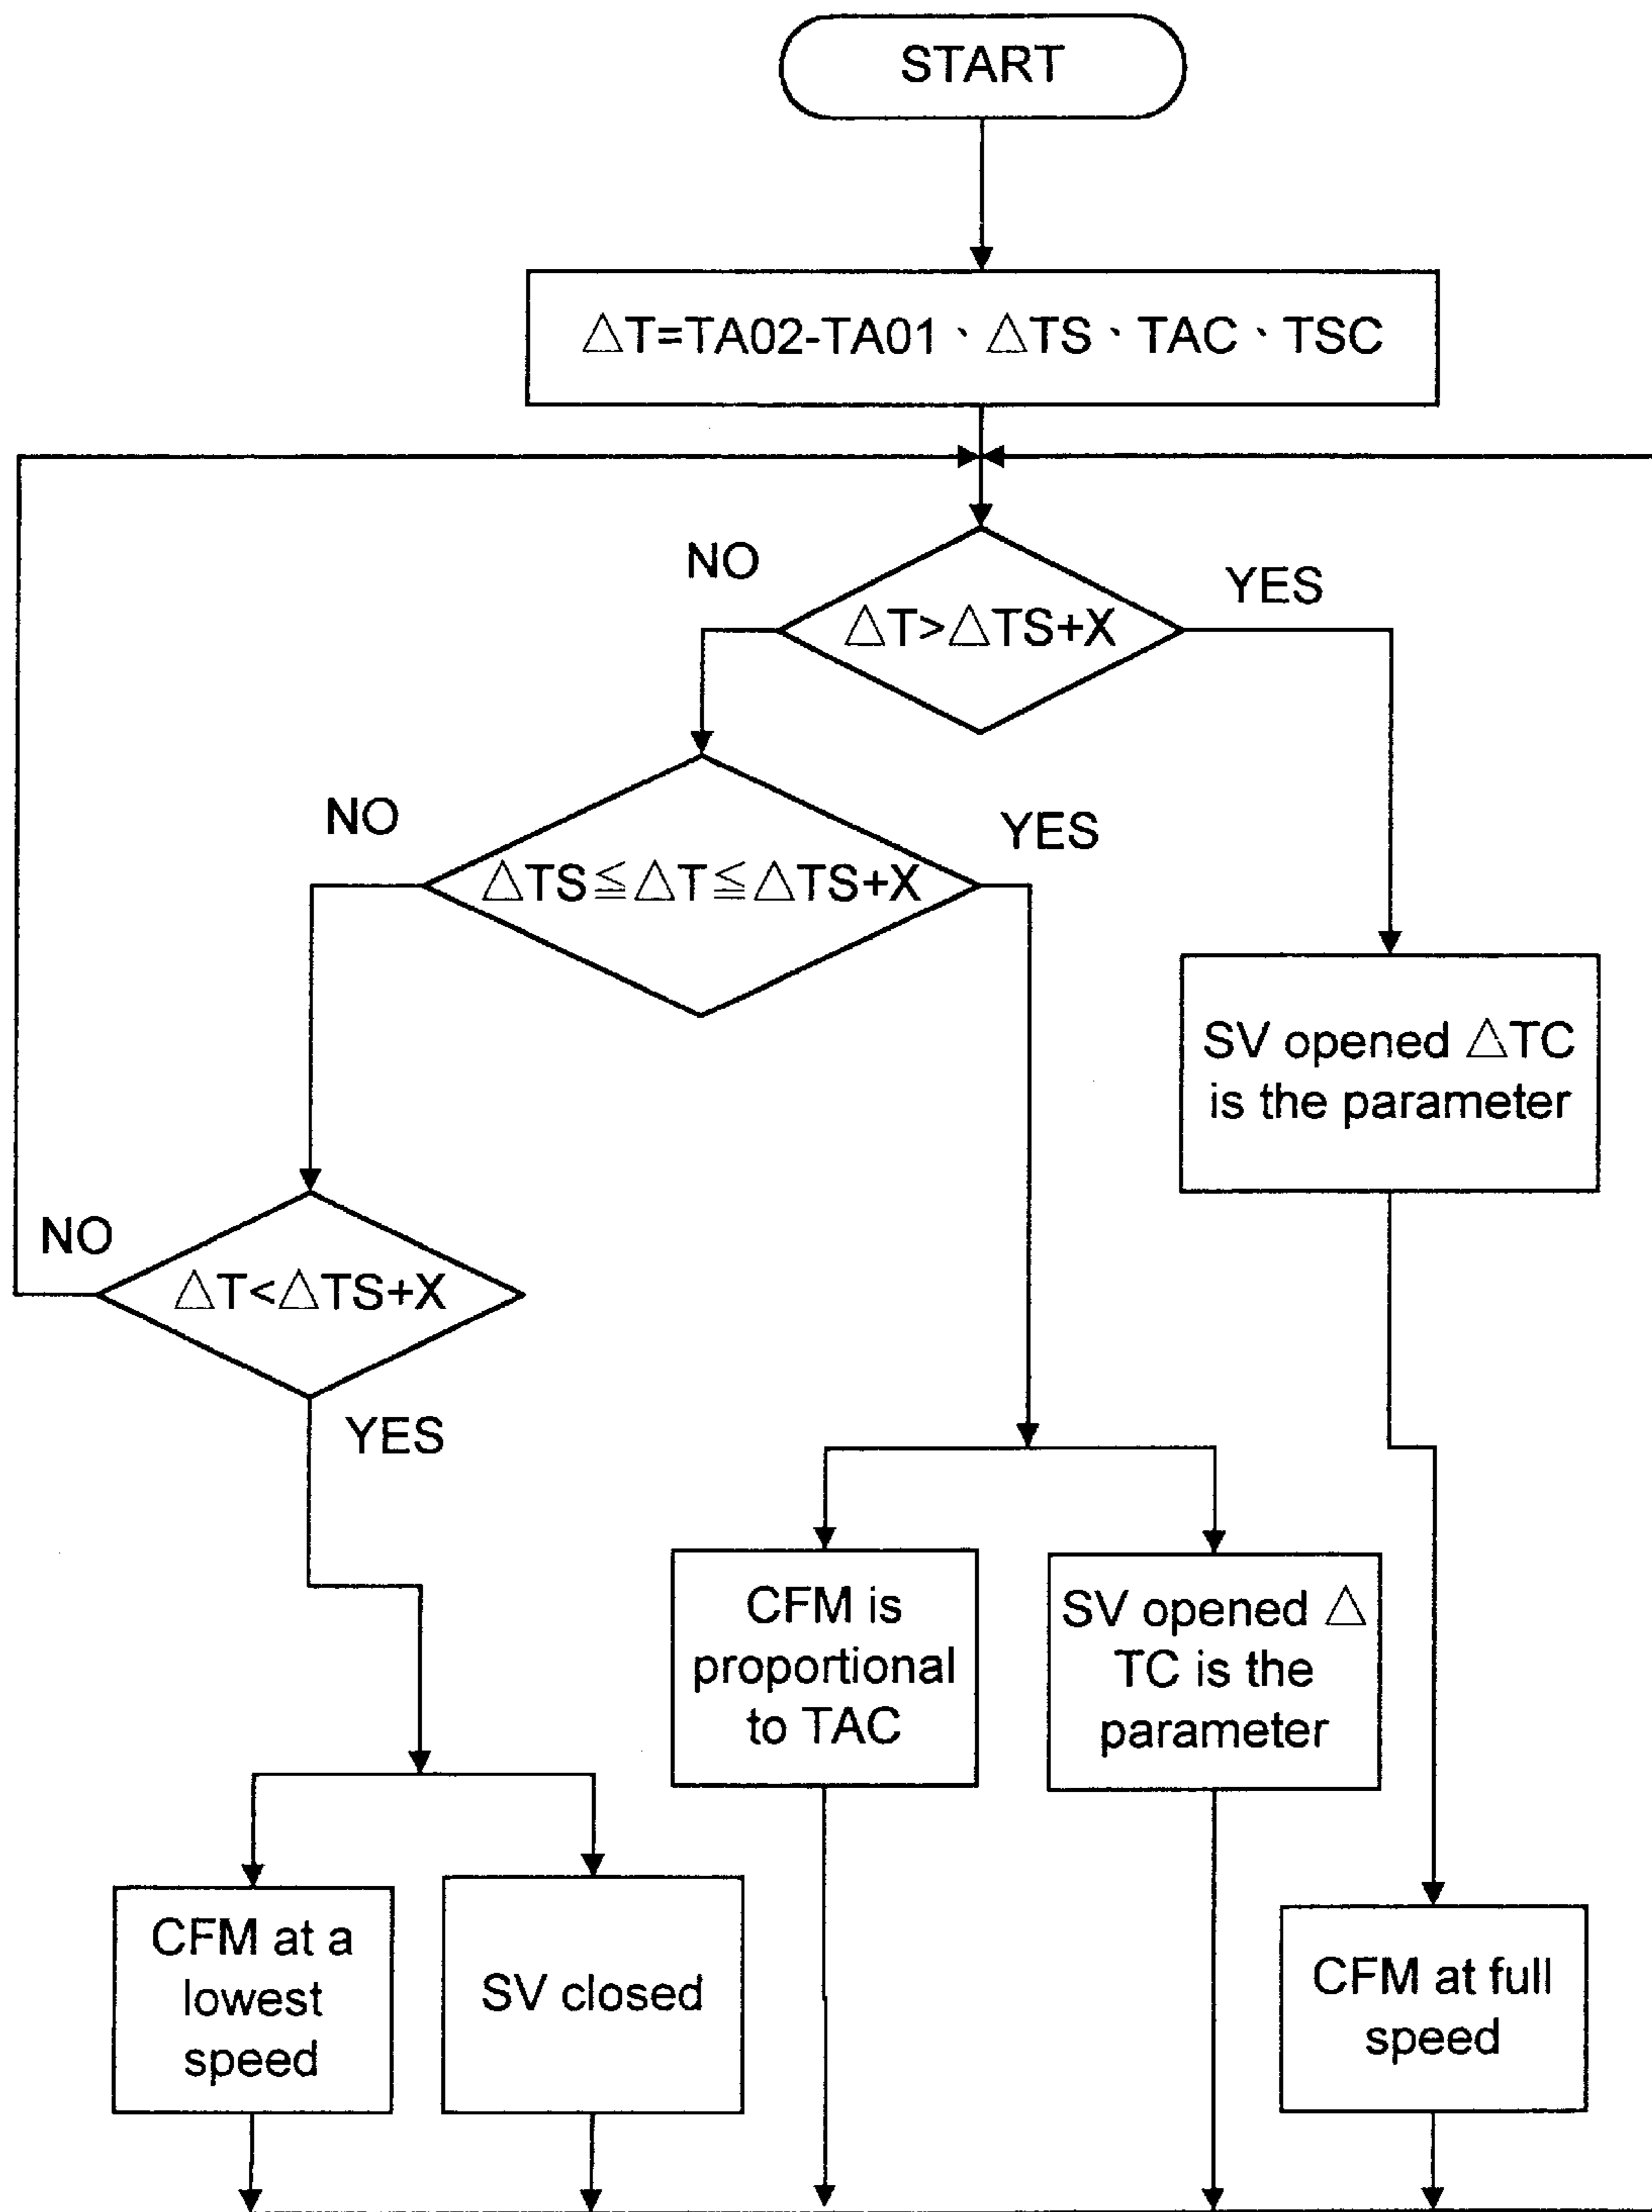 START
△T=TA02-TA01、△TS、TAC、TSC
NO
YES
△T>△TS+X
NO
YES
△TS≦△T≦△TS+X
SV opened △TC
is the parameter
NO
△T<△TS+X
YES
CFM is
proportional
to TAC
SV opened △
TC is the
parameter
CFM at a
lowest
speed
SV closed
CFM at full
speed